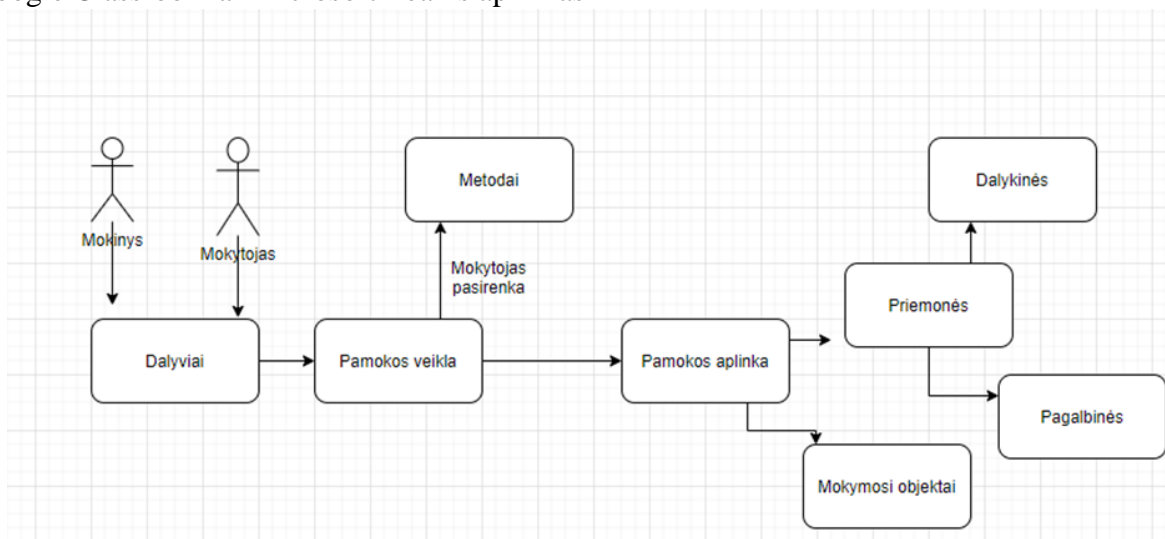 Metodai
Dalykinės
Mokinys
Mokytojas
Mokytojas
pasirenka
Priemonės
Dalyviai
Pamokos veikla
Pamokos aplinka
Pagalbinės
Mokymosi objektai